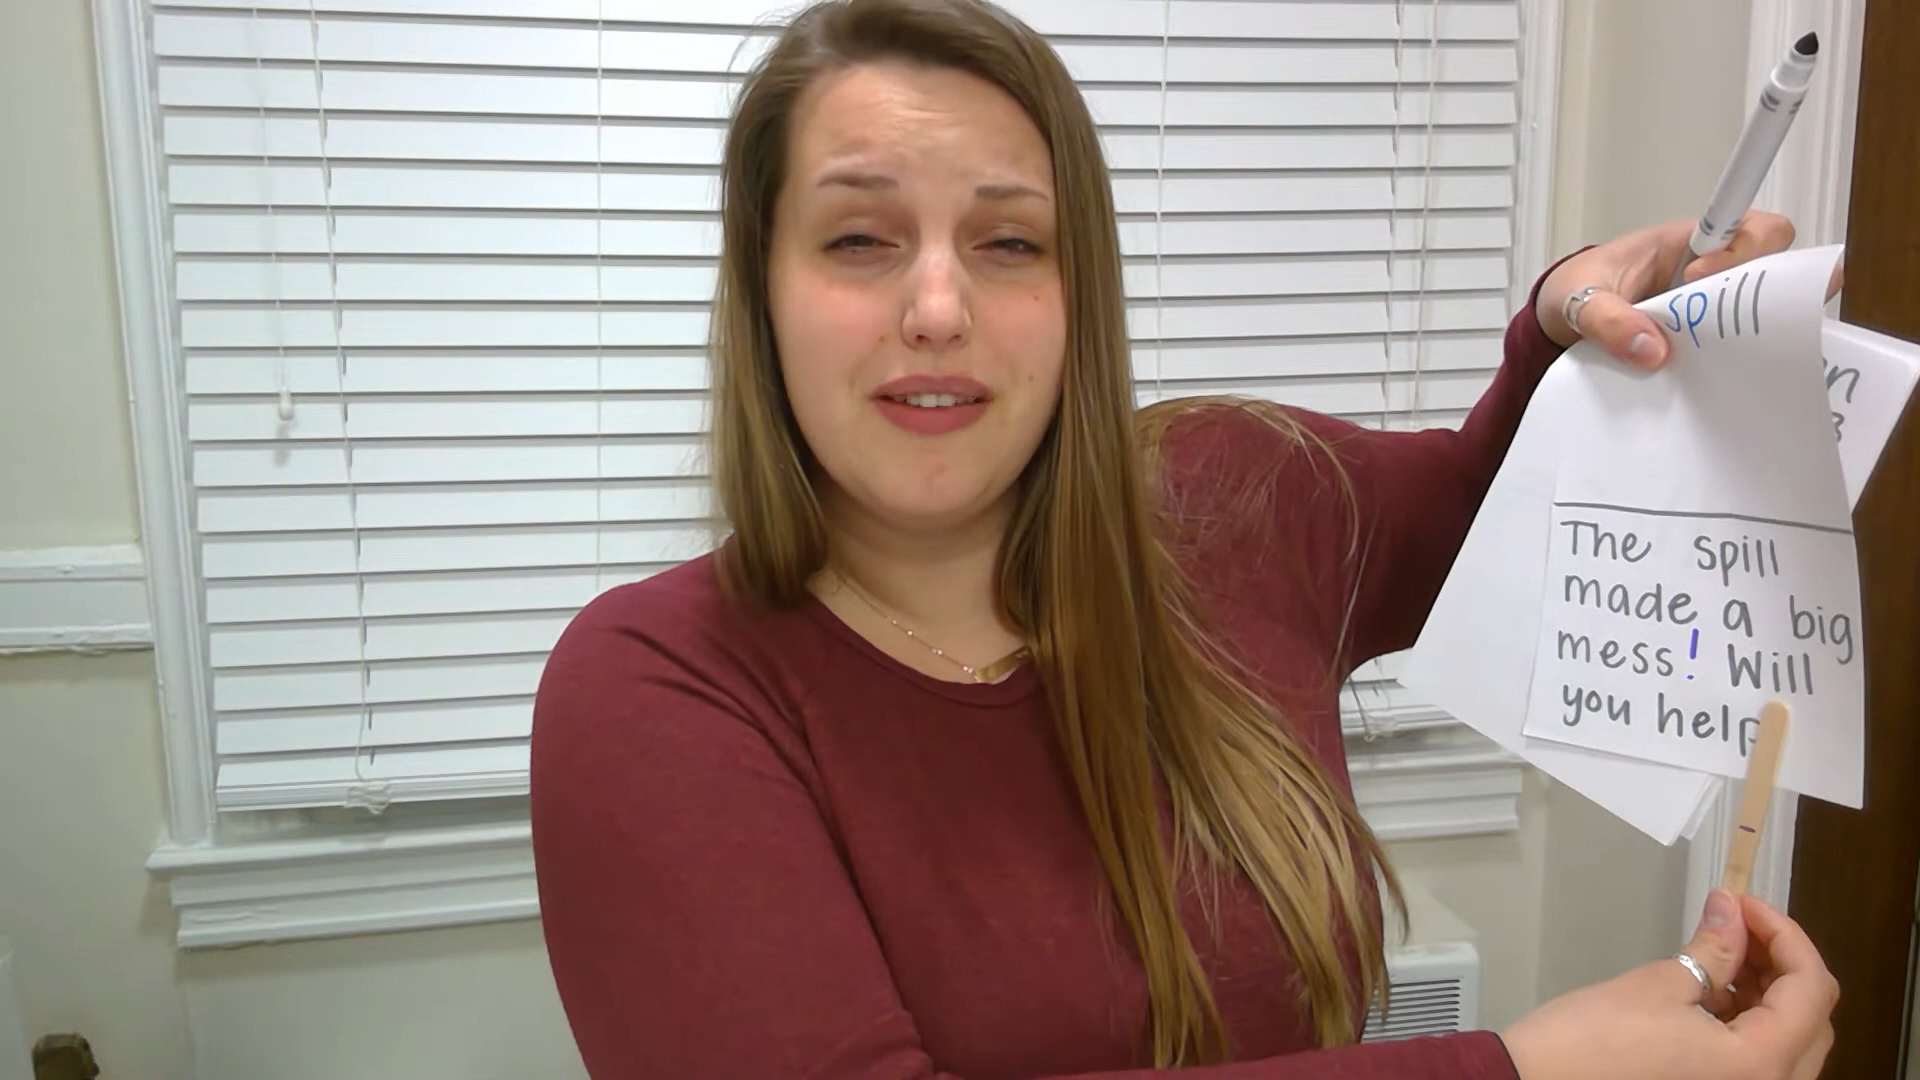 spill
The spill
made a big
mess! Will
you help